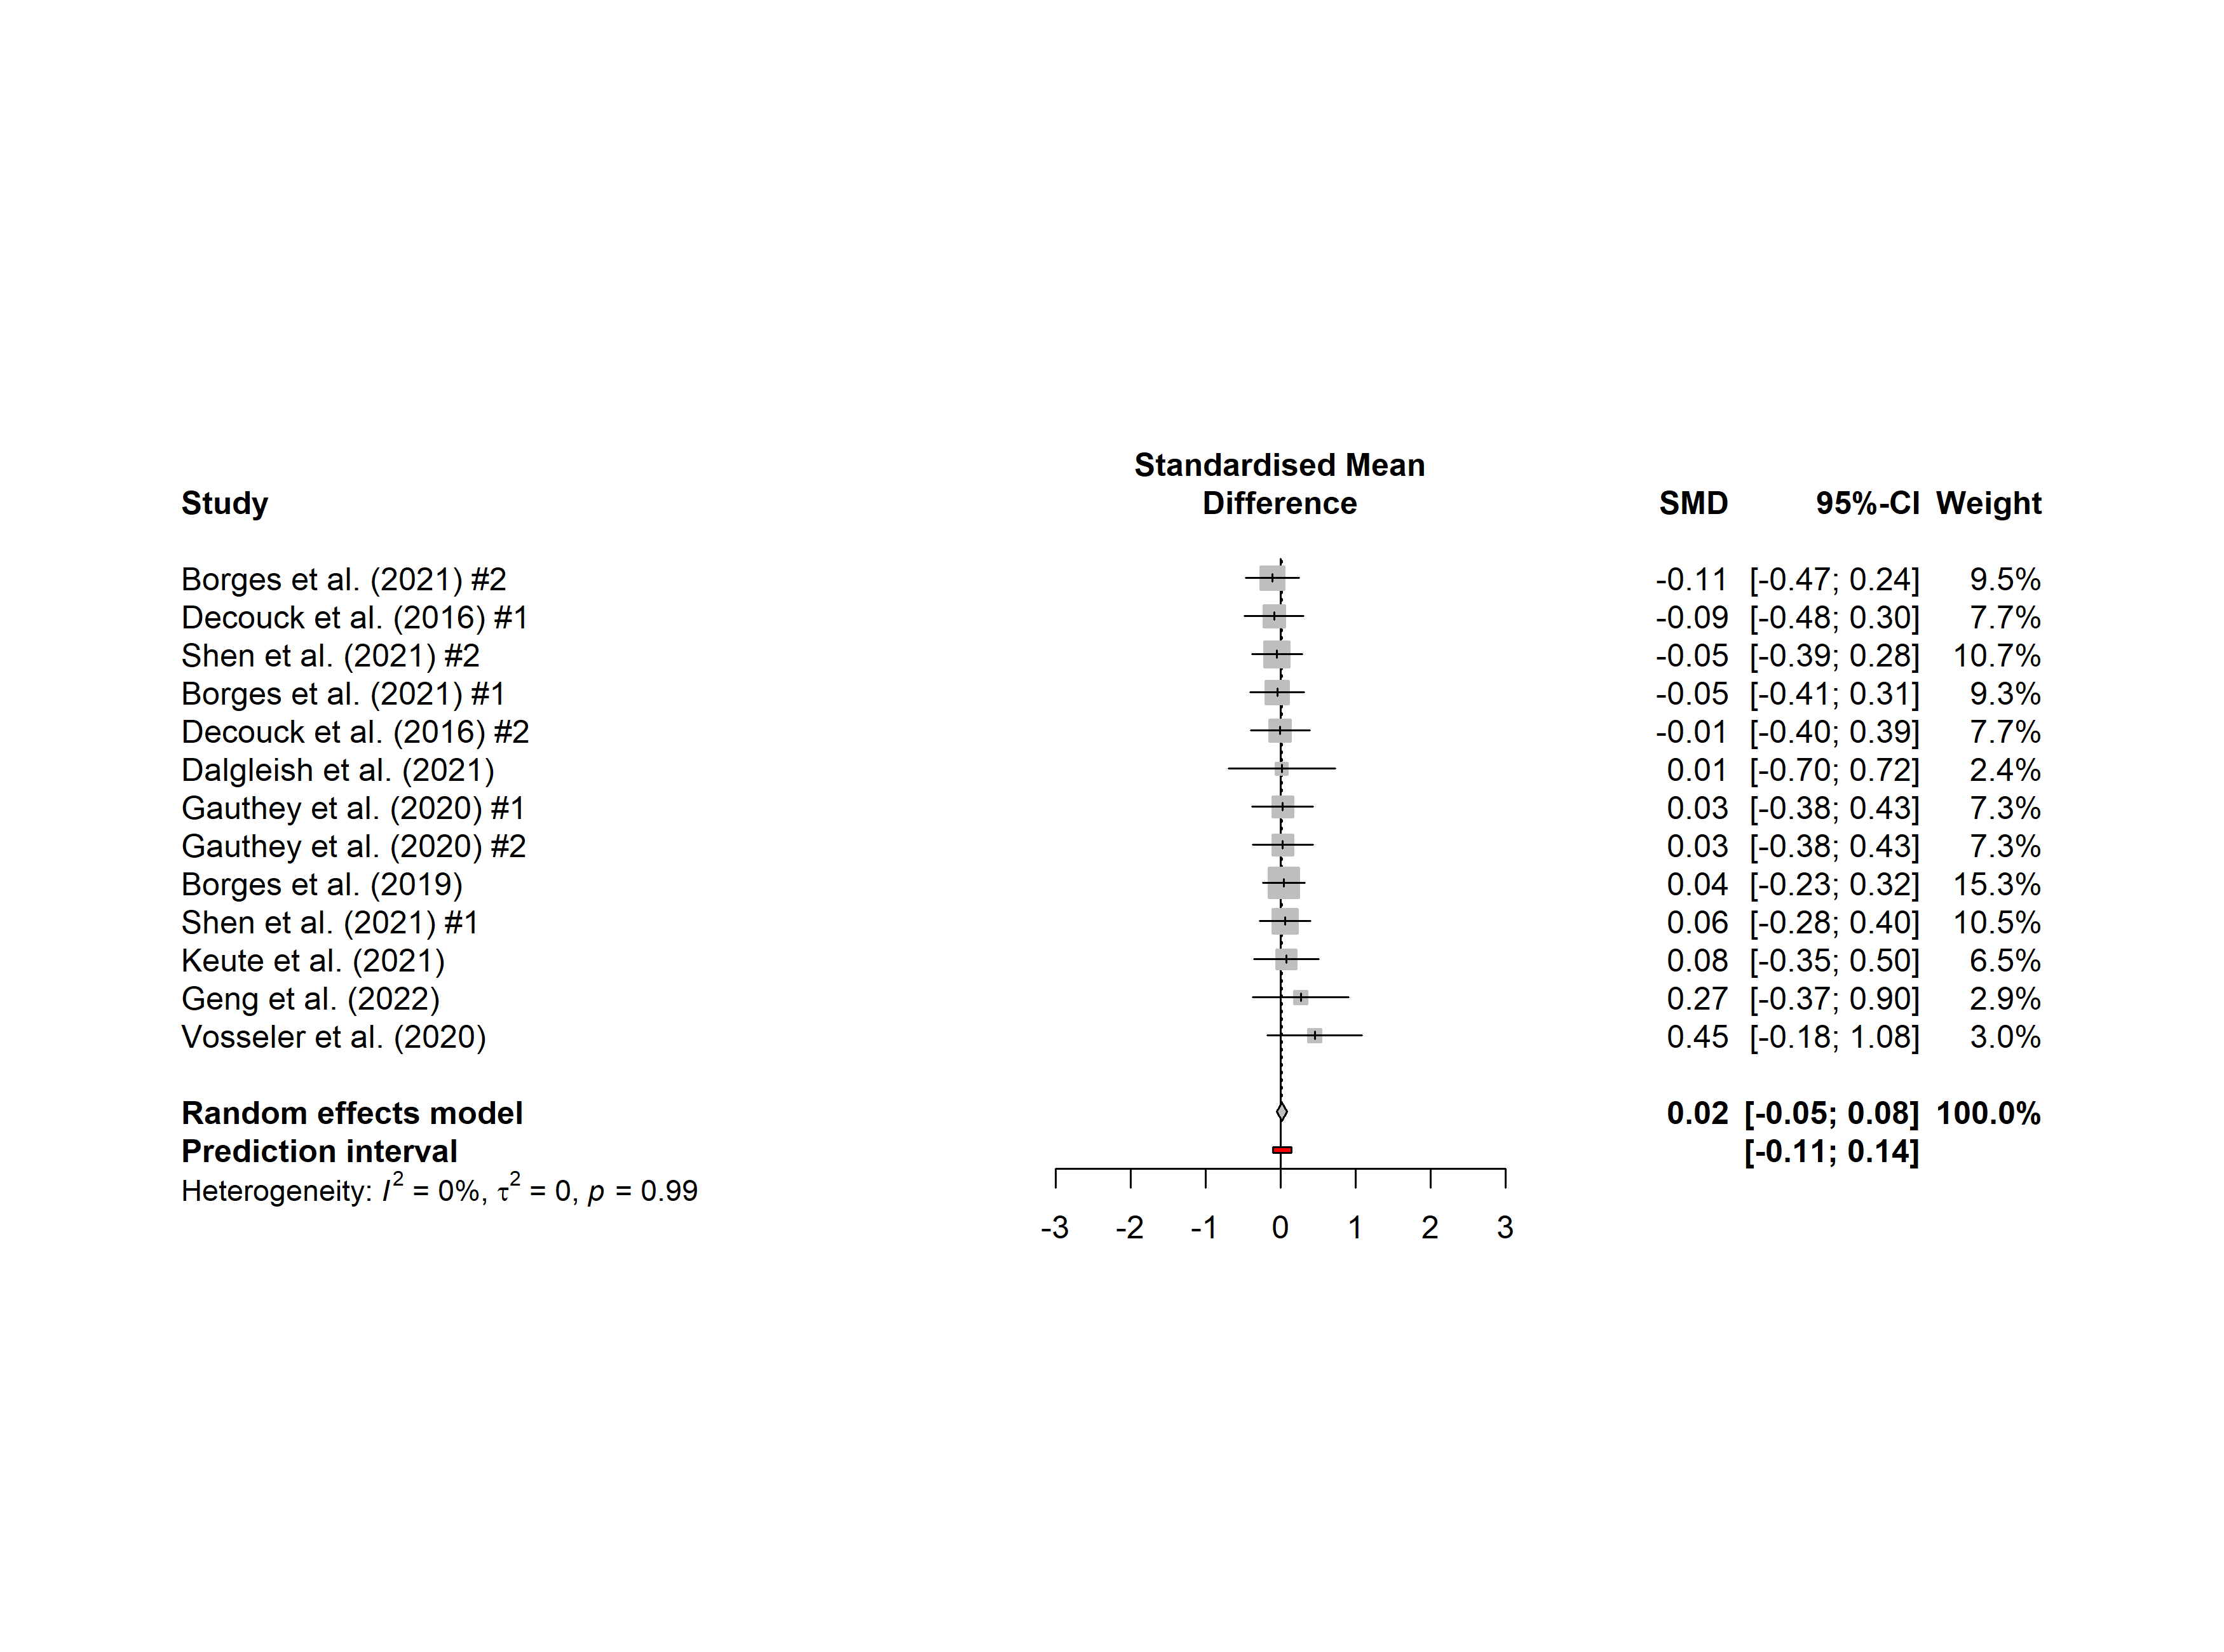 Standardised Mean
Study Difference SMD 95%-CI Weight
Borges et al. (2021) #2 -0.11 [-0.47; 0.24] 9.5%
Decouck et al. (2016) #1 -0.09 [-0.48; 0.30] 7.7%
Shen et al. (2021) #2 -0.05 [-0.39; 0.28] 10.7%
Borges et al. (2021) #1 -0.05 [-0.41; 0.31] 9.3%
Decouck et al. (2016) #2 -0.01 [-0.40; 0.39] 7.7%
Dalgleish et al. (2021) 0.01 [-0.70; 0.72] 2.4%
Gauthey et al. (2020) #1 0.03 [-0.38; 0.43] 7.3%
Gauthey et al. (2020) #2 0.03 [-0.38; 0.43] 7.3%
Borges et al. (2019) 0.04 [-0.23; 0.32] 15.3%
Shen et al. (2021) #1 0.06 [-0.28; 0.40] 10.5%
Keute et al. (2021) 0.08 [-0.35; 0.50] 6.5%
Geng et al. (2022) 0.27 [-0.37; 0.90] 2.9%
Vosseler et al. (2020) 0.45 [-0.18; 1.08] 3.0%
Random effects model 0.02 [-0.05; 0.08] 100.0%
Prediction interval [-0.11; 0.14]
Heterogeneity: I² = 0%, τ² = 0, p = 0.99
-3 -2 -1 0 1 2 3